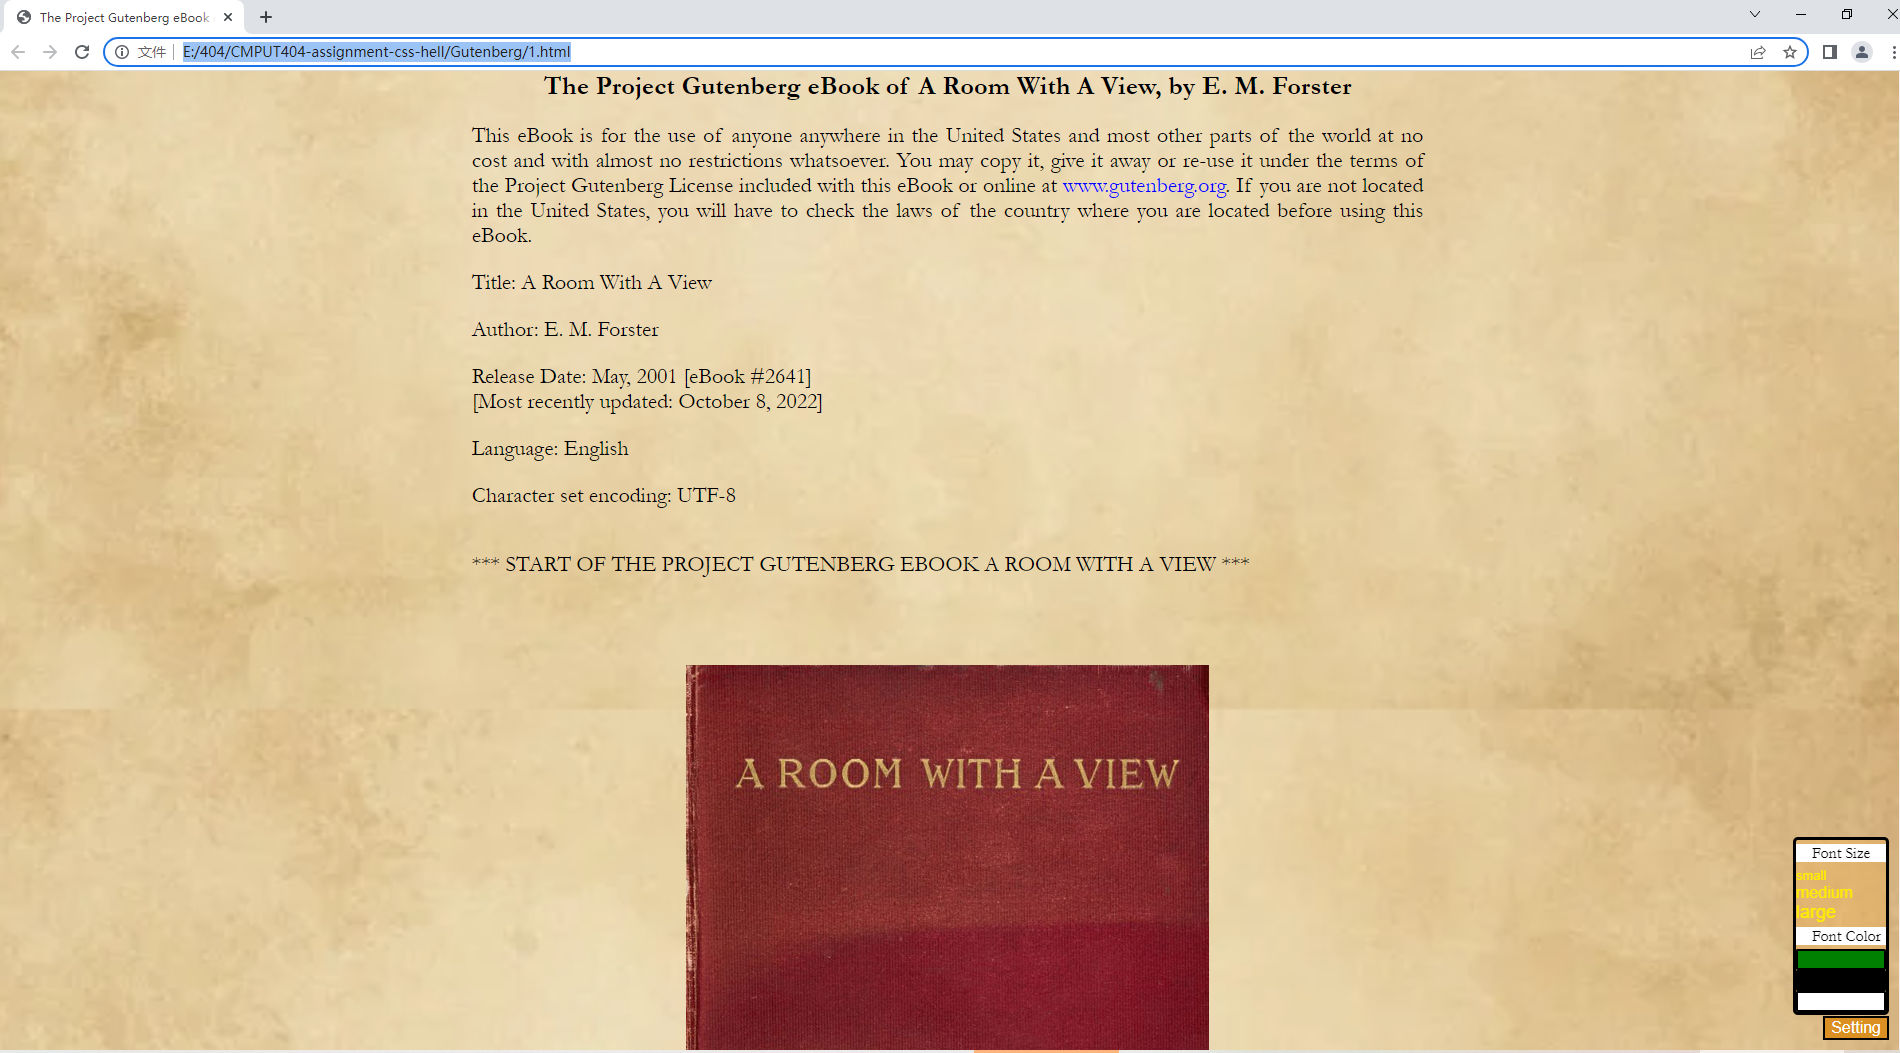 The Project Gutenberg eBook
文件
E:/404/CMPUT404-assignment-css-hell/Gutenberg/1.html
The Project Gutenberg eBook of A Room With A View, by E. M. Forster
This eBook is for the use of anyone anywhere in the United States and most other parts of the world at no
cost and with almost no restrictions whatsoever. You may copy it, give it away or re-use it under the terms of
the Project Gutenberg License included with this eBook or online at www.gutenberg.org. If you are not located
in the United States, you will have to check the laws of the country where you are located before using this
eBook.
Title: A Room With A View
Author: E. M. Forster
Release Date: May, 2001 [eBook #2641]
[Most recently updated: October 8, 2022]
Language: English
Character set encoding: UTF-8
*** START OF THE PROJECT GUTENBERG EBOOK A ROOM WITH A VIEW ***
A ROOM WITH A VIEW
Font Size
small
medium
large
Font Color
Setting